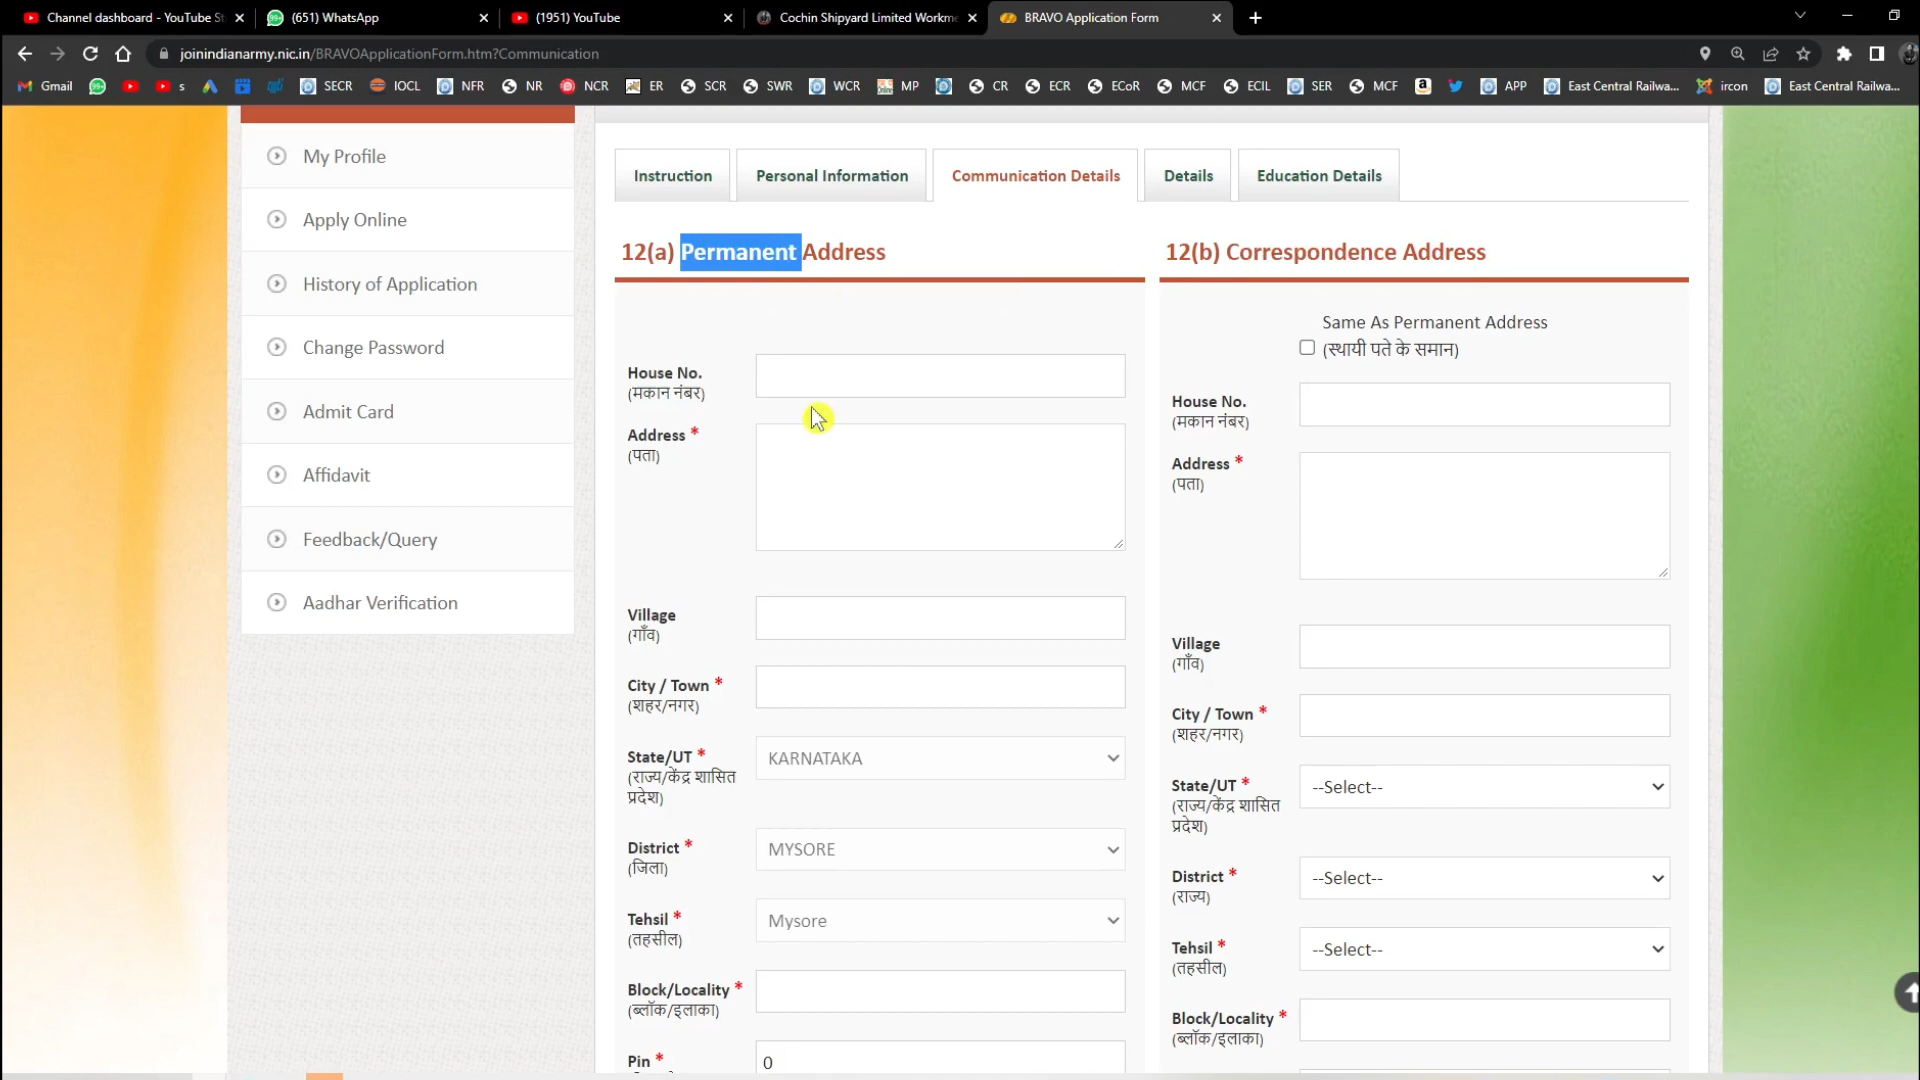 Channel dashboard - YouTube St
(651) WhatsApp
(1951) YouTube
Cochin Shipyard Limited Workme
BRAVO Application Form
joinindianarmy.nic.in/BRAVOApplicationForm.htm?Communication
Gmail
s
SECR
IOCL
NFR
NR
NCR
ER
SCR
SWR
WCR
MP
CR
ECR
ECoR
MCF
ECIL
SER
MCF
APP
East Central Railwa...
ircon
East Central Railwa...
My Profile
Apply Online
History of Application
Change Password
Admit Card
Affidavit
Feedback/Query
Aadhar Verification
Instruction
Personal Information
Communication Details
Details
Education Details
12(a) Permanent Address
House No.
(मकान नंबर)
Address *
(पता)
Village
(गाँव)
City / Town *
(शहर/नगर)
State/UT *
(राज्य/केंद्र शासित
प्रदेश)
KARNATAKA
District *
(जिला)
MYSORE
Tehsil *
(तहसील)
Mysore
Block/Locality *
(ब्लॉक/इलाका)
Pin *
0
12(b) Correspondence Address
Same As Permanent Address
(स्थायी पते के समान)
House No.
(मकान नंबर)
Address *
(पता)
Village
(गाँव)
City / Town *
(शहर/नगर)
State/UT *
(राज्य/केंद्र शासित
प्रदेश)
--Select--
District *
(राज्य)
--Select--
Tehsil *
(तहसील)
--Select--
Block/Locality *
(ब्लॉक/इलाका)